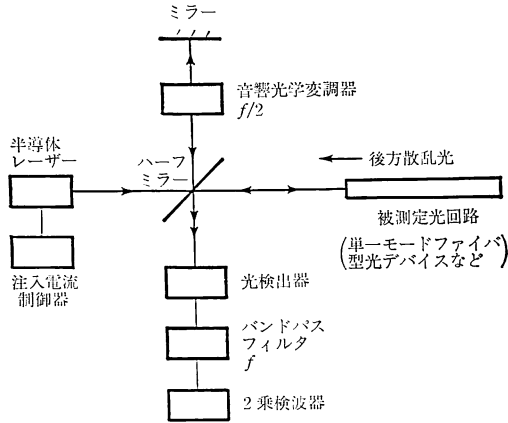 ミラー
音響光学変調器
f/2
半導体
レーザー
ハーフ
ミラー
後方散乱光
被測定光回路
(単一モードファイバ
型光デバイスなど)
注入電流
制御器
光検出器
バンドパス
フィルタ
f
2乗検波器